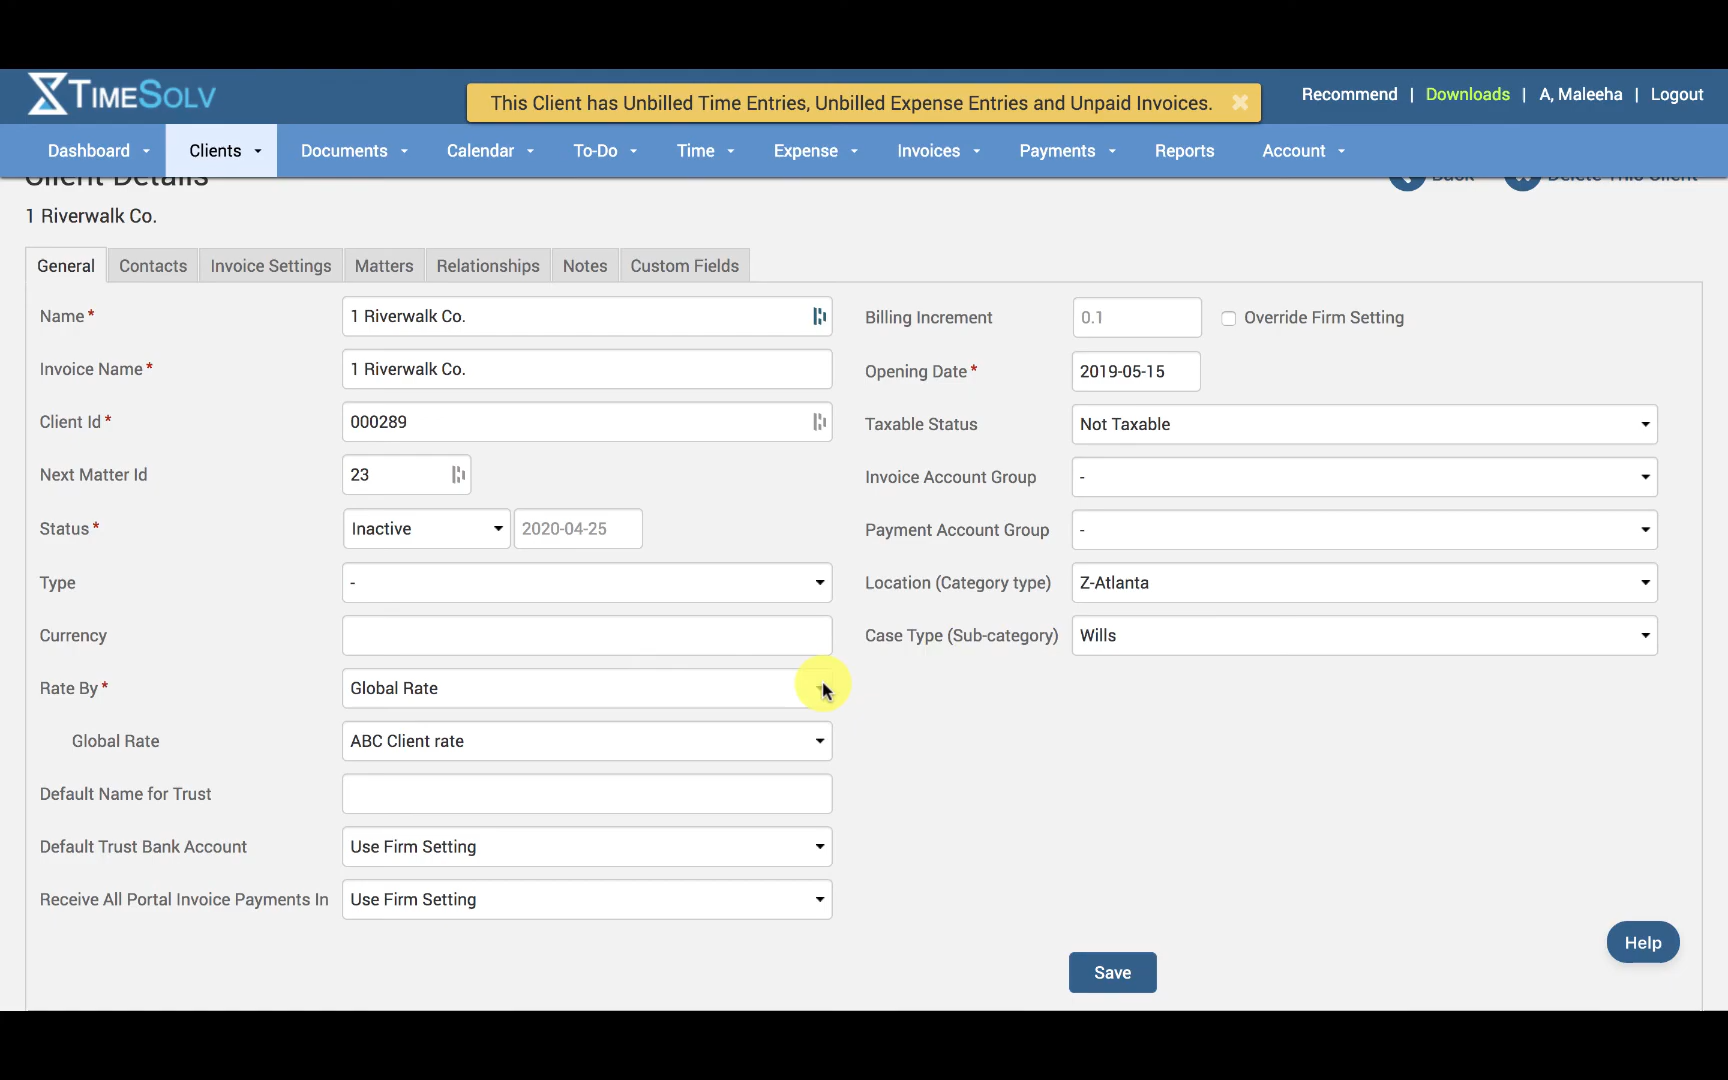 TIMESOLV
This Client has Unbilled Time Entries, Unbilled Expense Entries and Unpaid Invoices.
Recommend | Downloads | A, Maleeha | Logout
Dashboard Clients Documents Calendar To-Do Time Expense Invoices Payments Reports Account
Client Details Back Delete This Client
1 Riverwalk Co.
General Contacts Invoice Settings Matters Relationships Notes Custom Fields
Name* 1 Riverwalk Co. Billing Increment 0.1 Override Firm Setting
Invoice Name* 1 Riverwalk Co. Opening Date* 2019-05-15
Client Id* 000289 Taxable Status Not Taxable
Next Matter Id 23 Invoice Account Group -
Status* Inactive 2020-04-25 Payment Account Group -
Type - Location (Category type) Z-Atlanta
Currency Case Type (Sub-category) Wills
Rate By* Global Rate
Global Rate ABC Client rate
Default Name for Trust
Default Trust Bank Account Use Firm Setting
Receive All Portal Invoice Payments In Use Firm Setting
Help
Save